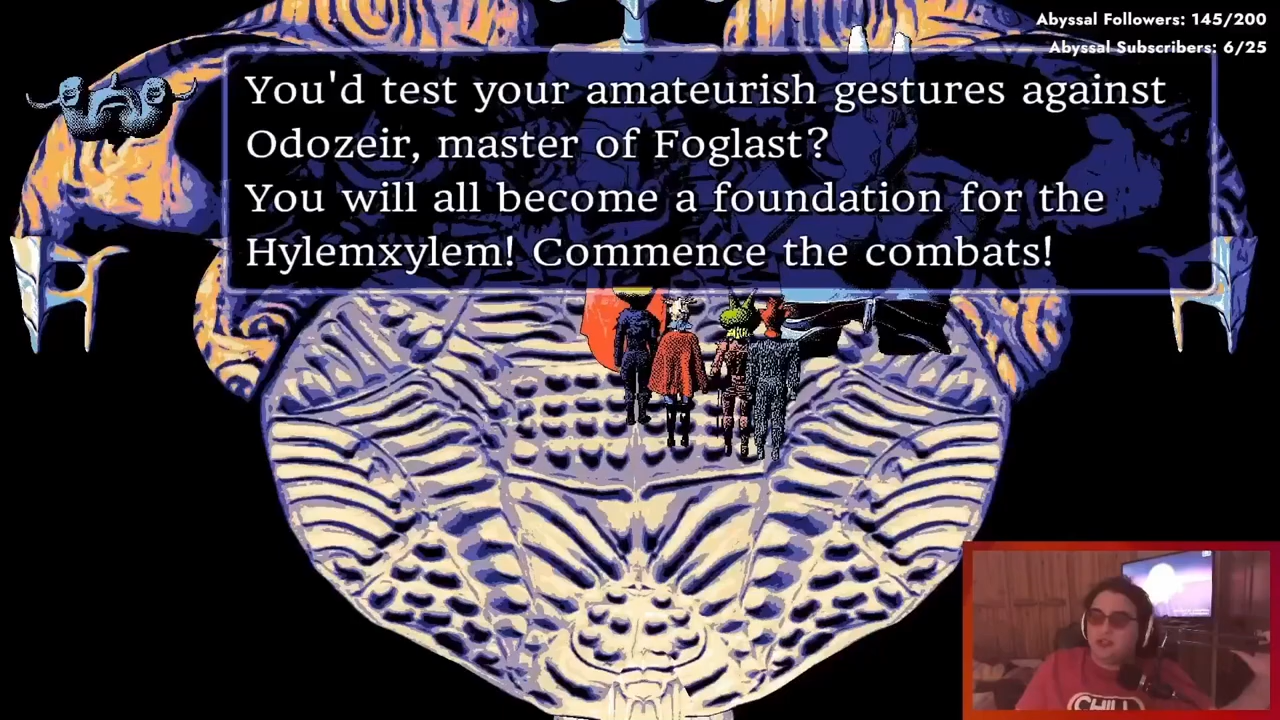 Abyssal Followers: 145/200
Abyssal Subscribers: 6/25
You'd test your amateurish gestures against
Odozeir, master of Foglast?
You will all become a foundation for the
Hylemxylem! Commence the combats!
CHILL